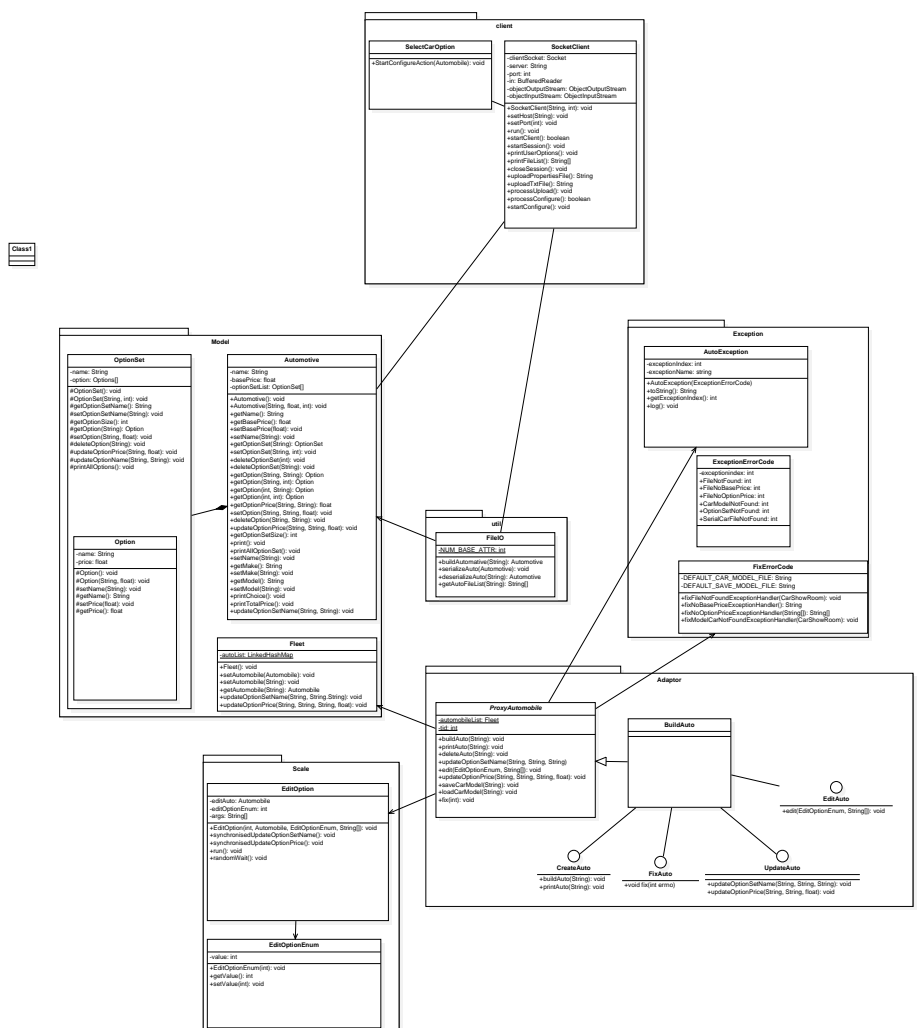 client
SelectCarOption
+StartConfigureAction(Automobile): void
SocketClient
-clientSocket: Socket
-server: String
-port: int
-in: BufferedReader
-objectOutputStream: ObjectOutputStream
-objectInputStream: ObjectInputStream
+SocketClient(String, int): void
+setHost(String): void
+setPort(int): void
+run(): void
+startClient(): boolean
+startSession(): void
+printUserOptions(): void
+printFileList(): String[]
+closeSession(): void
+uploadPropertiesFile(): String
+uploadTxtFile(): String
+processUpload(): void
+processConfigure(): boolean
+startConfigure(): void
Class1
Model
OptionSet
-name: String
-option: Options[]
#OptionSet(): void
#OptionSet(String, int): void
#getOptionSetName(): String
#setOptionSetName(String): void
#getOptionSize(): int
#getOption(String): Option
#setOption(String, float): void
#deleteOption(String): void
#updateOptionPrice(String, float): void
#updateOptionName(String, String): void
#printAllOptions(): void
Option
-name: String
-price: float
#Option(): void
#Option(String, float): void
#setName(String): void
#getName(): String
#setPrice(float): void
#getPrice(): float
Automotive
-name: String
-basePrice: float
-optionSetList: OptionSet[]
+Automotive(): void
+Automotive(String, float, int): void
+getName(): String
+getBasePrice(): float
+setBasePrice(float): void
+setName(String): void
+getOptionSet(String): OptionSet
+setOptionSet(String, int): void
+deleteOptionSet(int): void
+deleteOptionSet(String): void
+getOption(String, String): Option
+getOption(String, int): Option
+getOption(int, String): Option
+getOption(int, int): Option
+getOptionPrice(String, String): float
+setOption(String, String, float): void
+deleteOption(String, String): void
+updateOptionPrice(String, String, float): void
+getOptionSetSize(): int
+print(): void
+printAllOptionSet(): void
+setName(String): void
+getMake(): String
+setMake(String): void
+getModel(): String
+setModel(String): void
+printChoice(): void
+printTotalPrice(): void
+updateOptionSetName(String, String): void
Fleet
-autoList: LinkedHashMap
+Fleet(): void
+setAutomobile(Automobile): void
+setAutomobile(String): void
+getAutomobile(String): Automobile
+updateOptionSetName(String, String.String): void
+updateOptionPrice(String, String, String, float): void
util
FileIO
-NUM_BASE_ATTR: int
+buildAutomative(String): Automotive
+serializeAuto(Automotive): void
+deserializeAuto(String): Automotive
+getAutoFileList(String): String[]
Exception
AutoException
-exceptionIndex: int
-exceptionName: string
+AutoException(ExceptionErrorCode)
+toString(): String
+getExceptionIndex(): int
+log(): void
ExceptionErrorCode
-exceptionindex: int
+FileNotFound: int
+FileNoBasePrice: int
+FileNoOptionPrice: int
+CarModelNotFound: int
+OptionSetNotFound: int
+SerialCarFileNotFound: int
FixErrorCode
-DEFAULT_CAR_MODEL_FILE: String
-DEFAULT_SAVE_MODEL_FILE: String
+fixFileNotFoundExceptionHandler(CarShowRoom): void
+fixNoBasePriceExceptionHandler(): String
+fixNoOptionPriceExceptionHandler(String[]): String[]
+fixModelCarNotFoundExceptionHandler(CarShowRoom): void
Adaptor
ProxyAutomobile
-automobileList: Fleet
-tid: int
+buildAuto(String): void
+printAuto(String): void
+deleteAuto(String): void
+updateOptionSetName(String, String, String)
+edit(EditOptionEnum, String[]): void
+updateOptionPrice(String, String, String, float): void
+saveCarModel(String): void
+loadCarModel(String): void
+fix(int): void
BuildAuto
EditAuto
+edit(EditOptionEnum, String[]): void
CreateAuto
+buildAuto(String): void
+printAuto(String): void
FixAuto
+void fix(int errno)
UpdateAuto
+updateOptionSetName(String, String, String): void
+updateOptionPrice(String, String, float): void
Scale
EditOption
-editAuto: Automobile
-editOptionEnum: int
-args: String[]
+EditOption(int, Automobile, EditOptionEnum, String[]): void
+synchronisedUpdateOptionSetName(): void
+synchronisedUpdateOptionPrice(): void
+run(): void
+randomWait(): void
EditOptionEnum
-value: int
+EditOptionEnum(int): void
+getValue(): int
+setValue(int): void